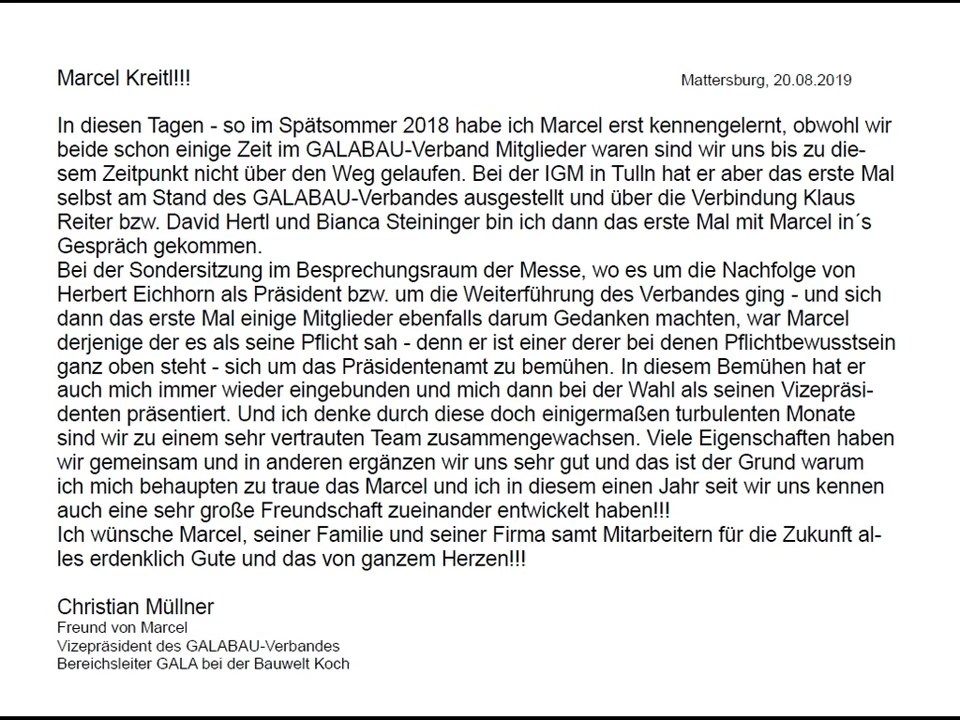 Marcel Kreitl!!!
Mattersburg, 20.08.2019
In diesen Tagen - so im Spätsommer 2018 habe ich Marcel erst kennengelernt, obwohl wir
beide schon einige Zeit im GALABAU-Verband Mitglieder waren sind wir uns bis zu die-
sem Zeitpunkt nicht über den Weg gelaufen. Bei der IGM in Tulln hat er aber das erste Mal
selbst am Stand des GALABAU-Verbandes ausgestellt und über die Verbindung Klaus
Reiter bzw. David Hertl und Bianca Steininger bin ich dann das erste Mal mit Marcel in´s
Gespräch gekommen.
Bei der Sondersitzung im Besprechungsraum der Messe, wo es um die Nachfolge von
Herbert Eichhorn als Präsident bzw. um die Weiterführung des Verbandes ging - und sich
dann das erste Mal einige Mitglieder ebenfalls darum Gedanken machten, war Marcel
derjenige der es als seine Pflicht sah - denn er ist einer derer bei denen Pflichtbewusstsein
ganz oben steht - sich um das Präsidentenamt zu bemühen. In diesem Bemühen hat er
auch mich immer wieder eingebunden und mich dann bei der Wahl als seinen Vizepräsi-
denten präsentiert. Und ich denke durch diese doch einigermaßen turbulenten Monate
sind wir zu einem sehr vertrauten Team zusammengewachsen. Viele Eigenschaften haben
wir gemeinsam und in anderen ergänzen wir uns sehr gut und das ist der Grund warum
ich mich behaupten zu traue das Marcel und ich in diesem einen Jahr seit wir uns kennen
auch eine sehr große Freundschaft zueinander entwickelt haben!!!
Ich wünsche Marcel, seiner Familie und seiner Firma samt Mitarbeitern für die Zukunft al-
les erdenklich Gute und das von ganzem Herzen!!!
Christian Müllner
Freund von Marcel
Vizepräsident des GALABAU-Verbandes
Bereichsleiter GALA bei der Bauwelt Koch